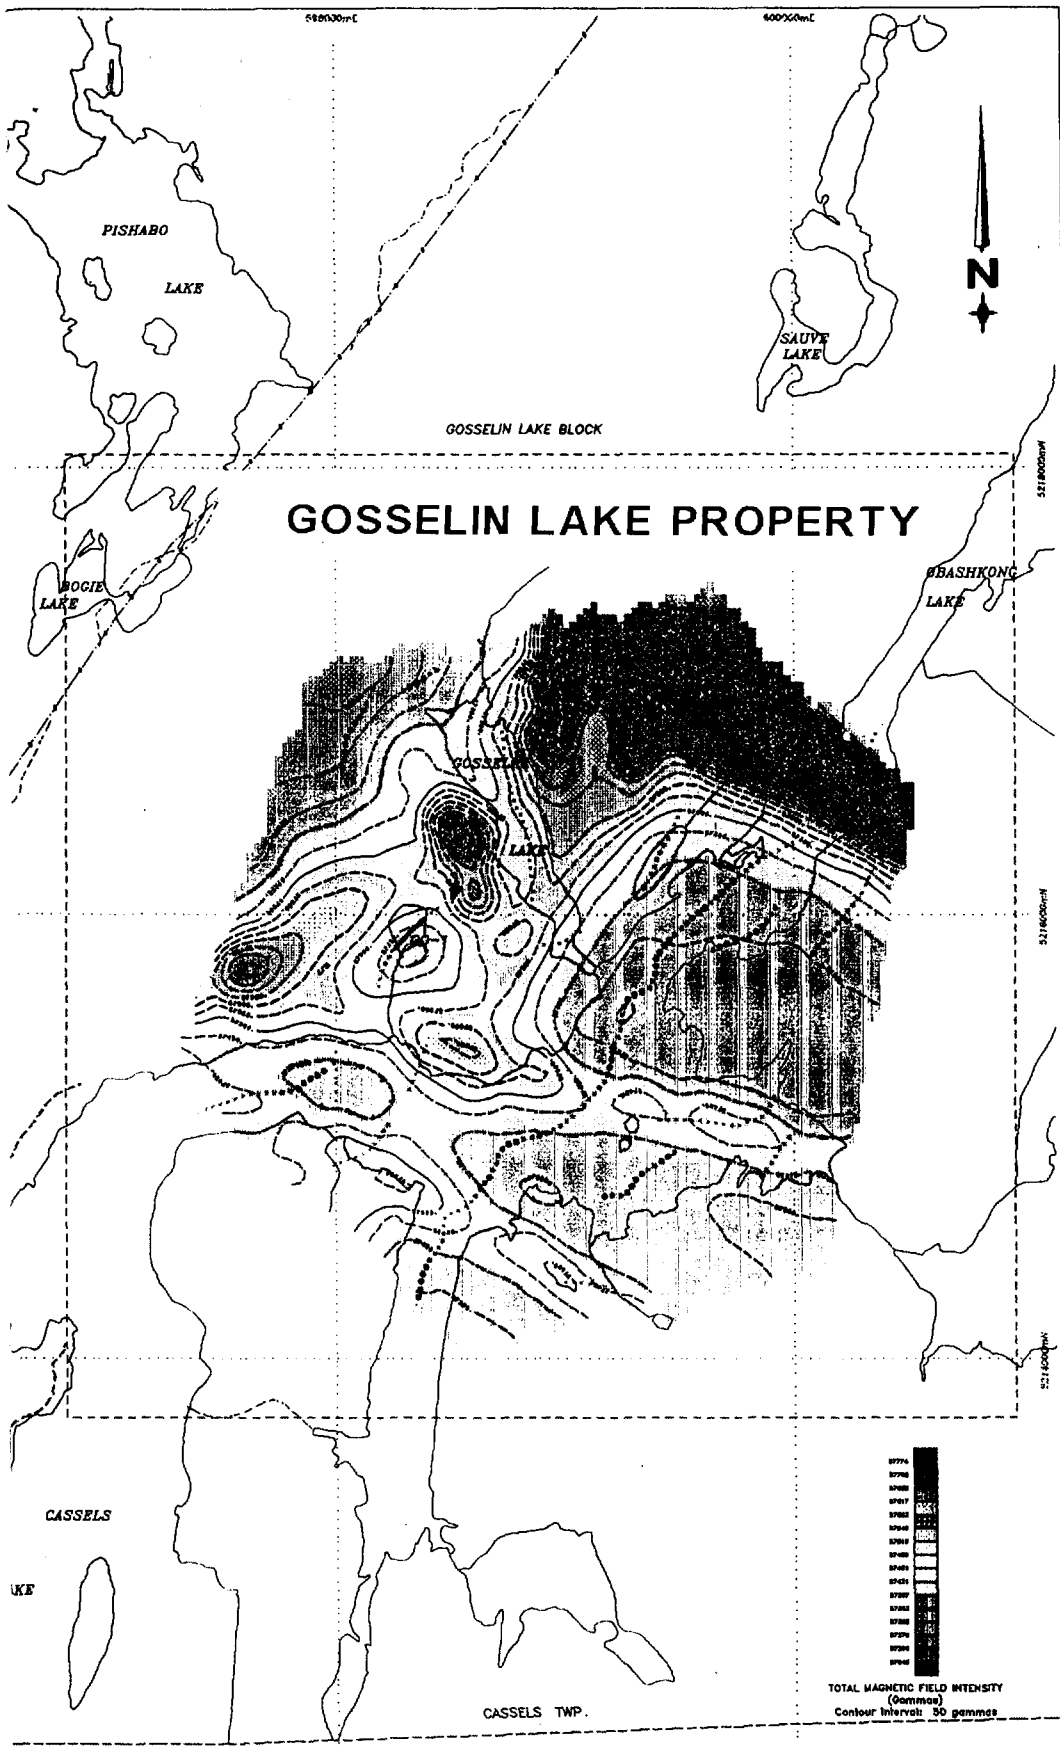 598000mE
600000mE
PISHABO
LAKE
N
SAUVE
LAKE
GOSSELIN LAKE BLOCK
5218000mN
GOSSELIN LAKE PROPERTY
BOGIE
LAKE
OBASHKONG
LAKE
GOSSELIN
LAKE
5216000mN
5214000mN
CASSELS
KE
CASSELS TWP.
TOTAL MAGNETIC FIELD INTENSITY
(Gammas)
Contour Interval: 50 gammas